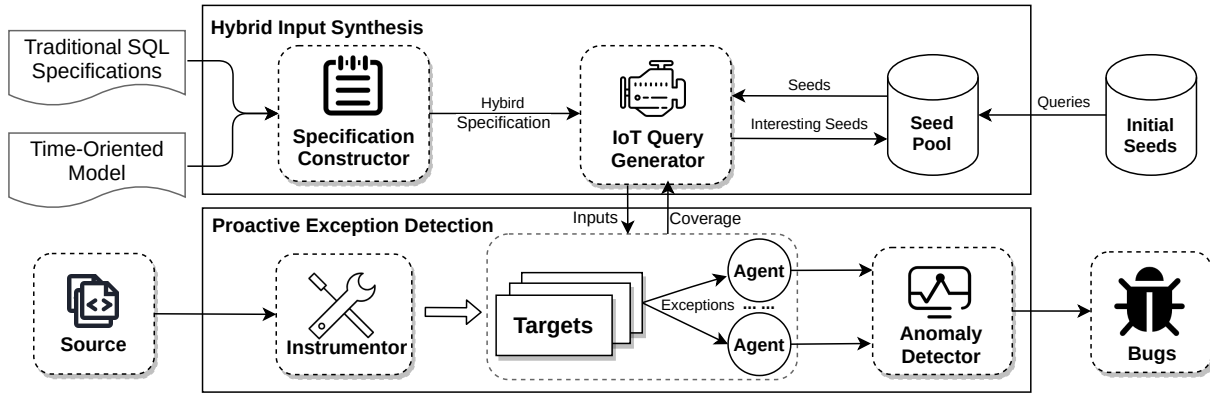 Hybrid Input Synthesis
Traditional SQL
Specifications
Time-Oriented
Model
Specification
Constructor
Hybird
Specification
IoT Query
Generator
Seeds
Interesting Seeds
Seed
Pool
Queries
Initial
Seeds
Inputs
Coverage
Proactive Exception Detection
Source
Instrumentor
Targets
Exceptions
Agent
... ...
Agent
Anomaly
Detector
Bugs